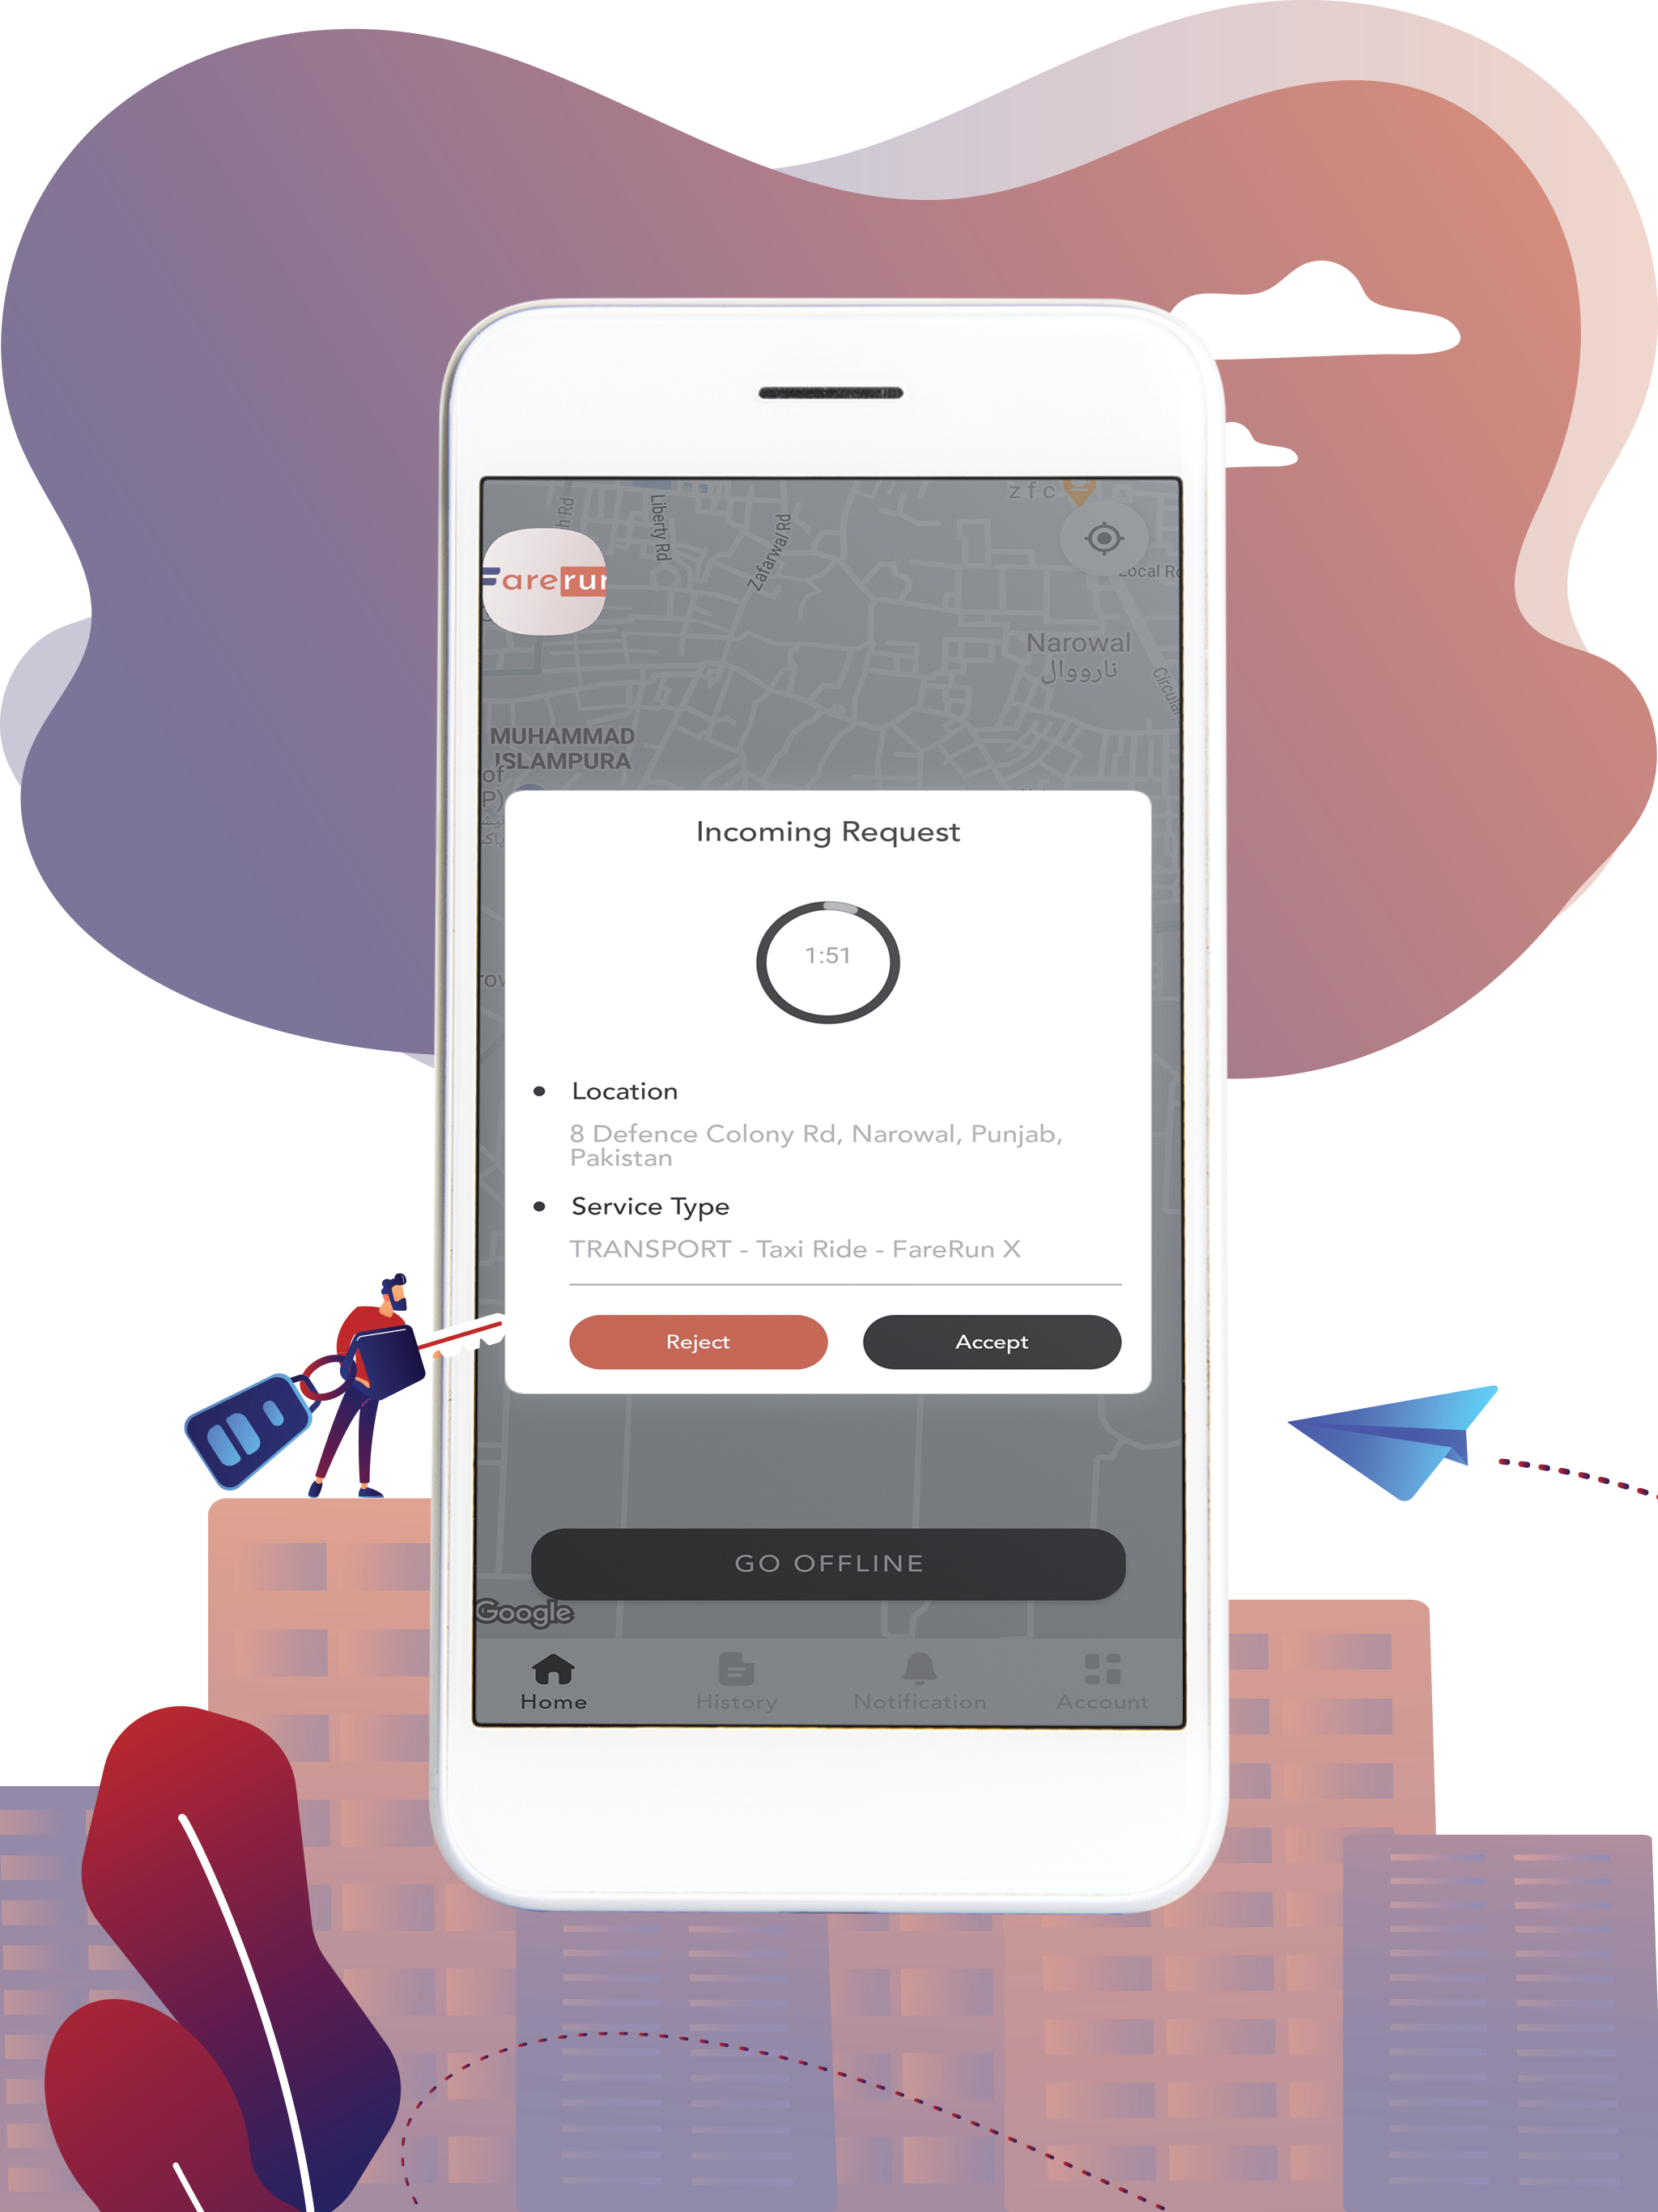 z f c
h Rd
Liberty Rd
Zafarwal Rd
Local
Farerun
Narowal
نارووال
Circular
MUHAMMAD
ISLAMPURA
of
P)
Incoming Request
1:51
Location
8 Defence Colony Rd, Narowal, Punjab,
Pakistan
Service Type
TRANSPORT - Taxi Ride - FareRun X
Reject
Accept
GO OFFLINE
Google
Home
History
Notification
Account